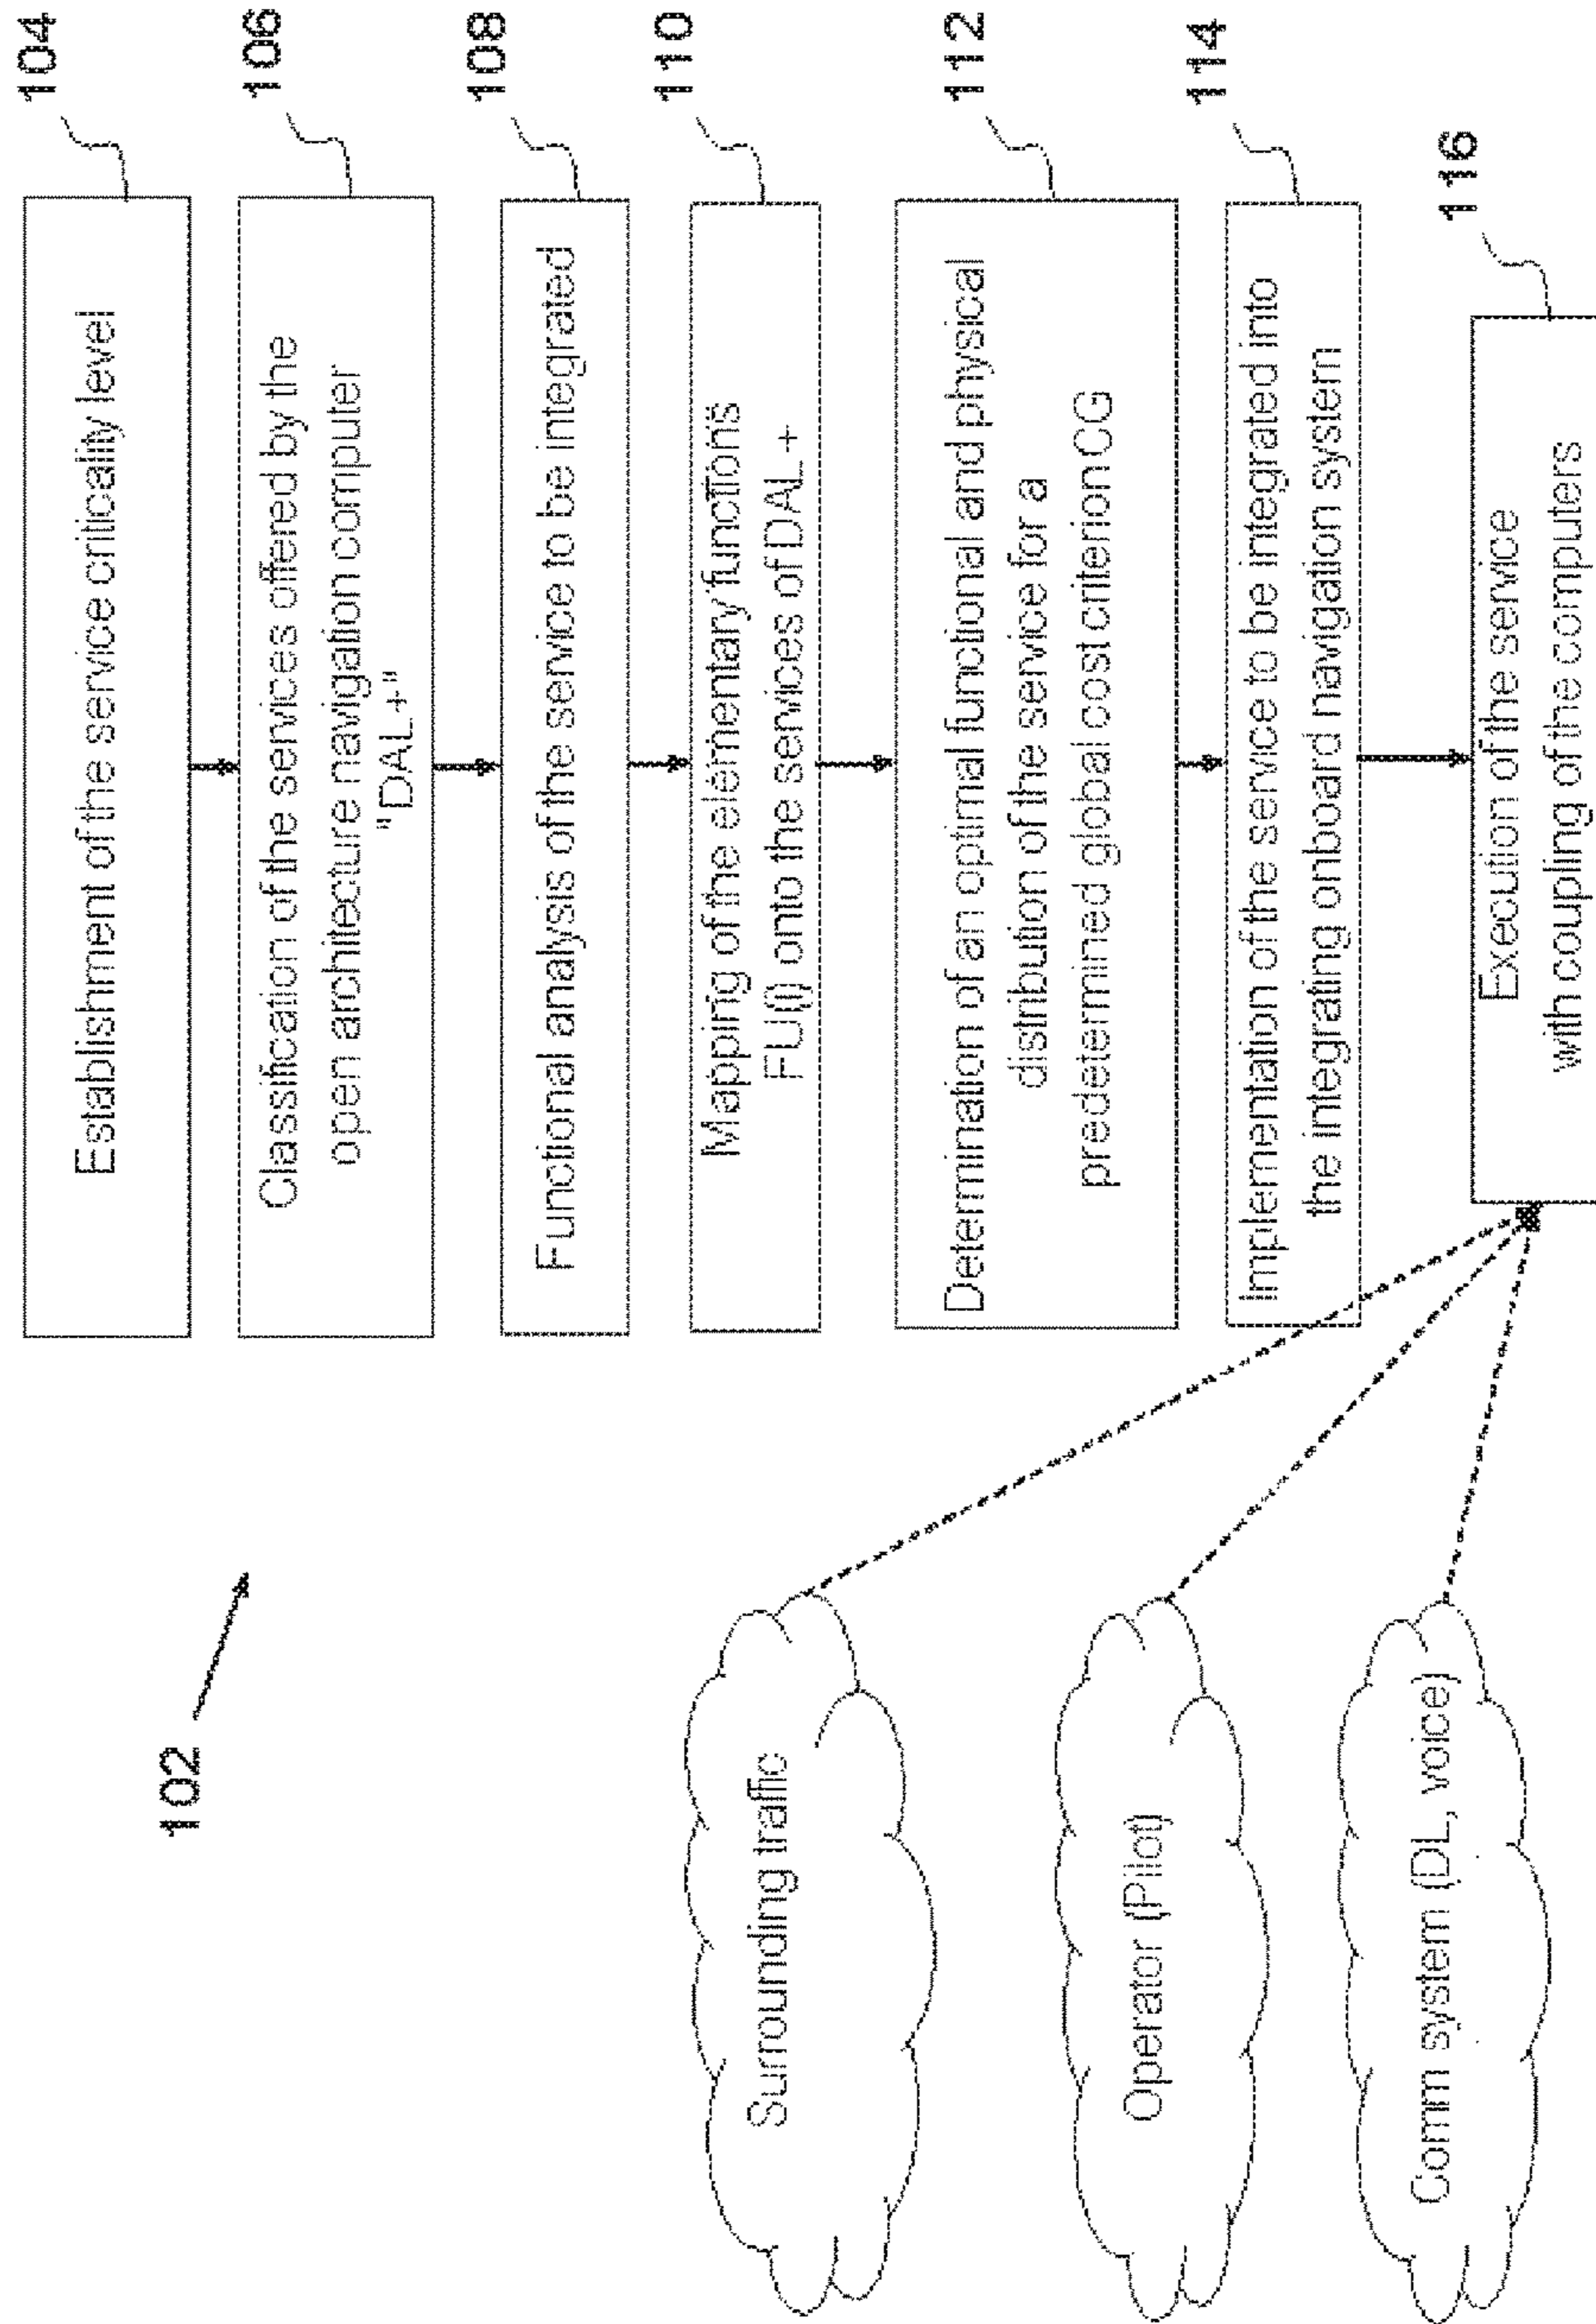 102
Establishment of the service critically level
104
Classification of the services offered by the
open architecture navigation computer
"DAL+"
106
Functional analysis of the service to be integrated
108
Mapping of the elementary functions
FU(i) onto the services of DAL+
110
Determination of an optimal functional and physical
distribution of the service for a
predetermined global cost criterion CG
112
Implementation of the service to be integrated into
the integrating onboard navigation system
114
Execution of the service
with coupling of the computers
116
Surrounding traffic
Operator (Pilot)
Comm system (DL, voice)